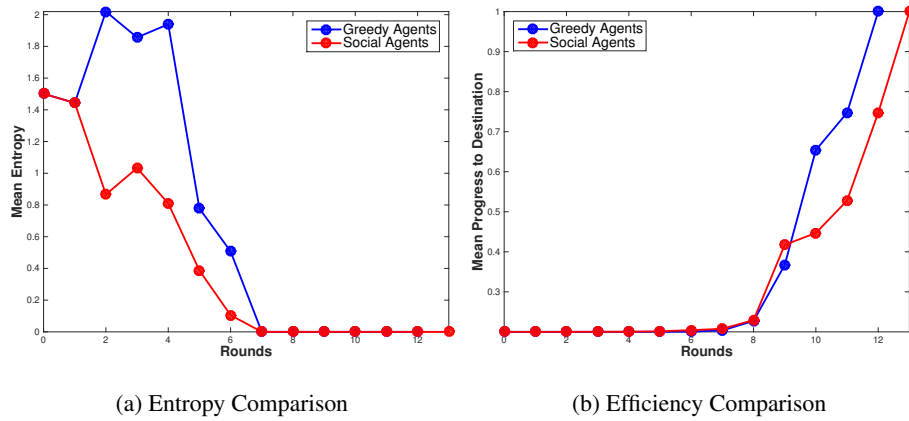 2
1.8
1.6
1.4
1.2
1
0.8
0.6
0.4
0.2
0
Mean Entropy
Greedy Agents
Social Agents
0 2 4 6 8 10 12
Rounds
(a) Entropy Comparison
1
0.9
0.8
0.7
0.6
0.5
0.4
0.3
Mean Progress to Destination
Greedy Agents
Social Agents
0 2 4 6 8 10 12
Rounds
(b) Efficiency Comparison